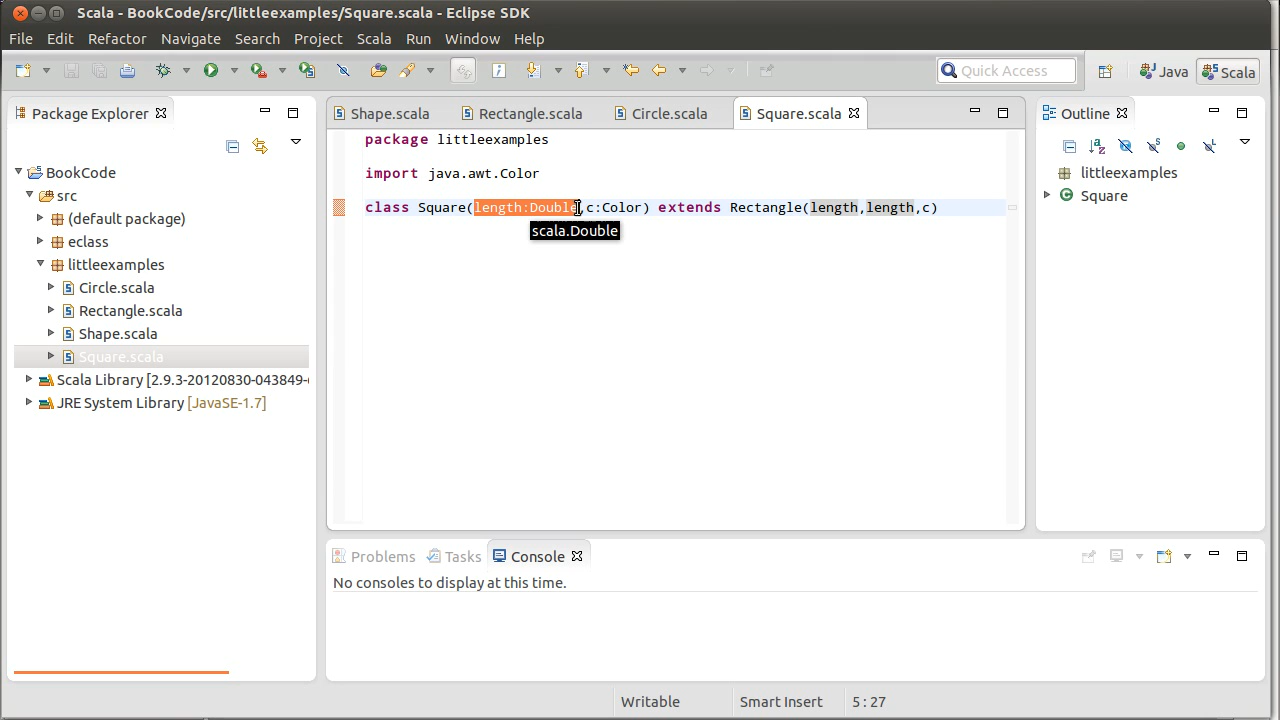 Scala - BookCode/src/littleexamples/Square.scala - Eclipse SDK
File Edit Refactor Navigate Search Project Scala Run Window Help
Quick Access
Java
Scala
Package Explorer
BookCode
src
(default package)
eclass
littleexamples
Circle.scala
Rectangle.scala
Shape.scala
Square.scala
Scala Library [2.9.3-20120830-043849-
JRE System Library [JavaSE-1.7]
Shape.scala Rectangle.scala Circle.scala Square.scala
package littleexamples
import java.awt.Color
class Square(length:Double,c:Color) extends Rectangle(length,length,c)
scala.Double
Outline
littleexamples
Square
Problems Tasks Console
No consoles to display at this time.
Writable Smart Insert 5 : 27